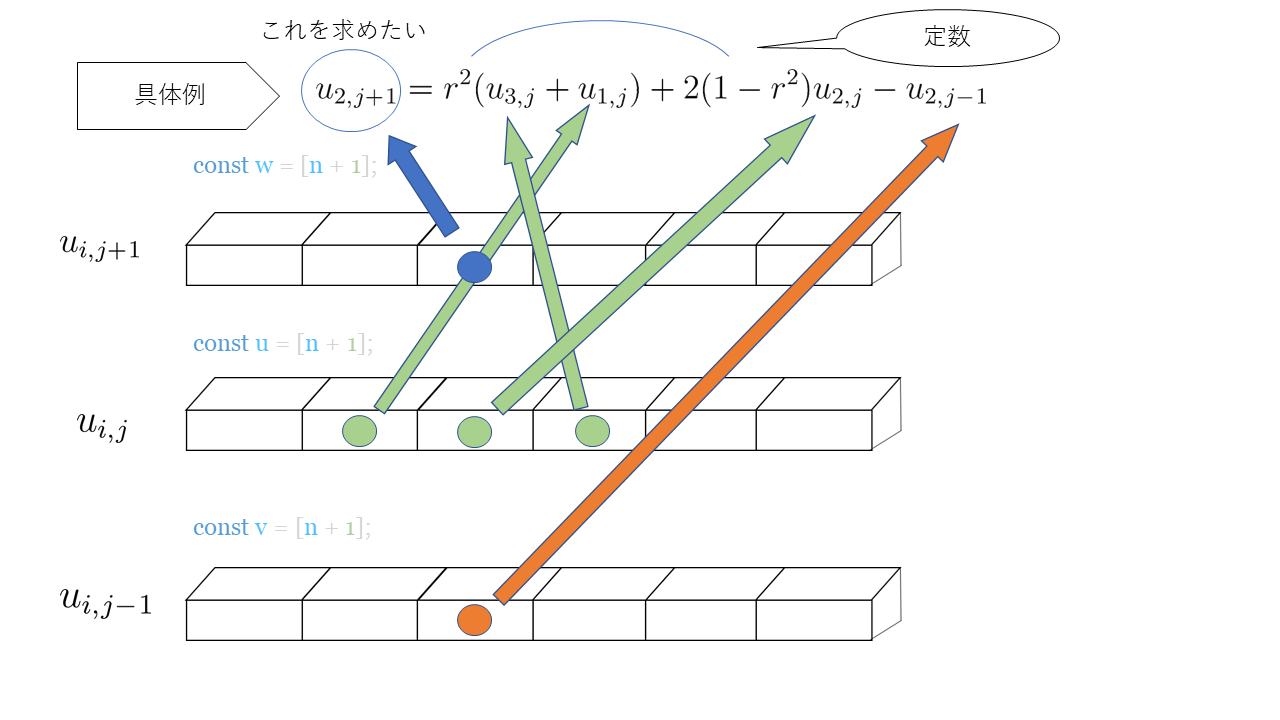 これを求めたい
定数
具体例
u_{2,j+1} = r^2(u_{3,j} + u_{1,j}) + 2(1 − r^2)u_{2,j} − u_{2,j−1}
const w = [n + 1];
u_{i,j+1}
const u = [n + 1];
u_{i,j}
const v = [n + 1];
u_{i,j−1}